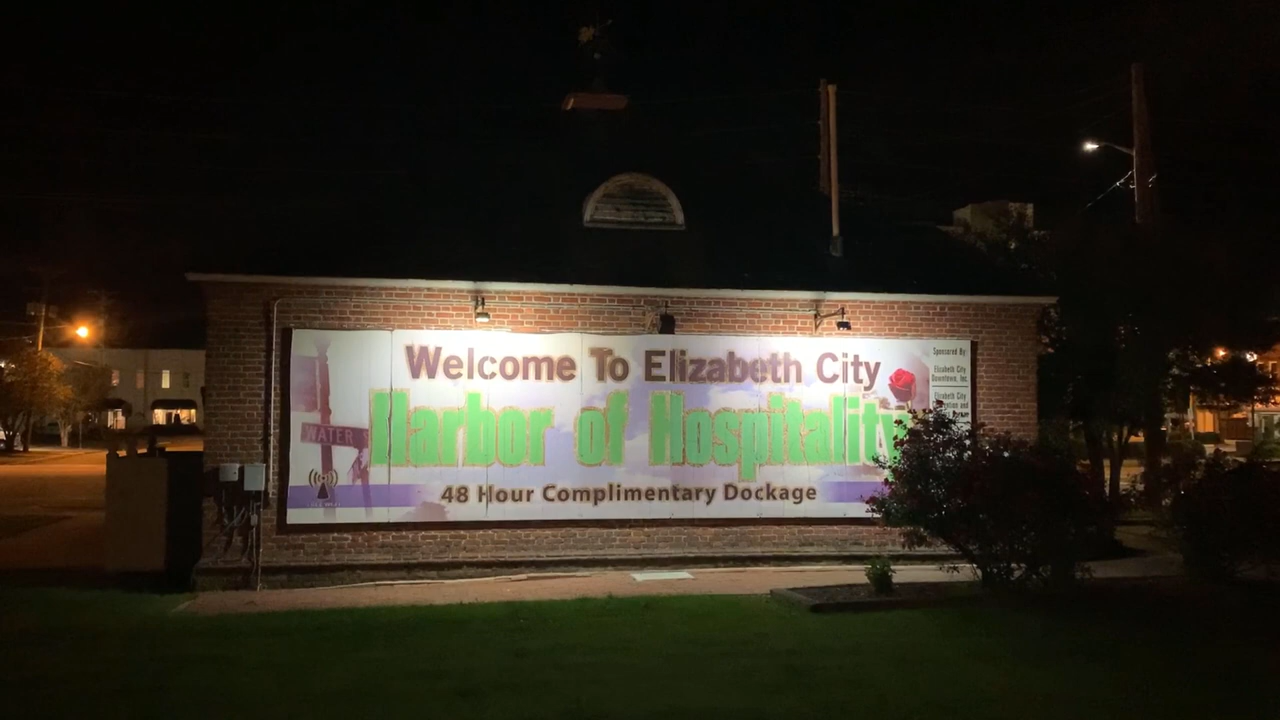 Welcome To Elizabeth City
Harbor of Hospitality
48 Hour Complimentary Dockage
WATER
Sponsored By:
Elizabeth City
Downtown, Inc.
Elizabeth City
and